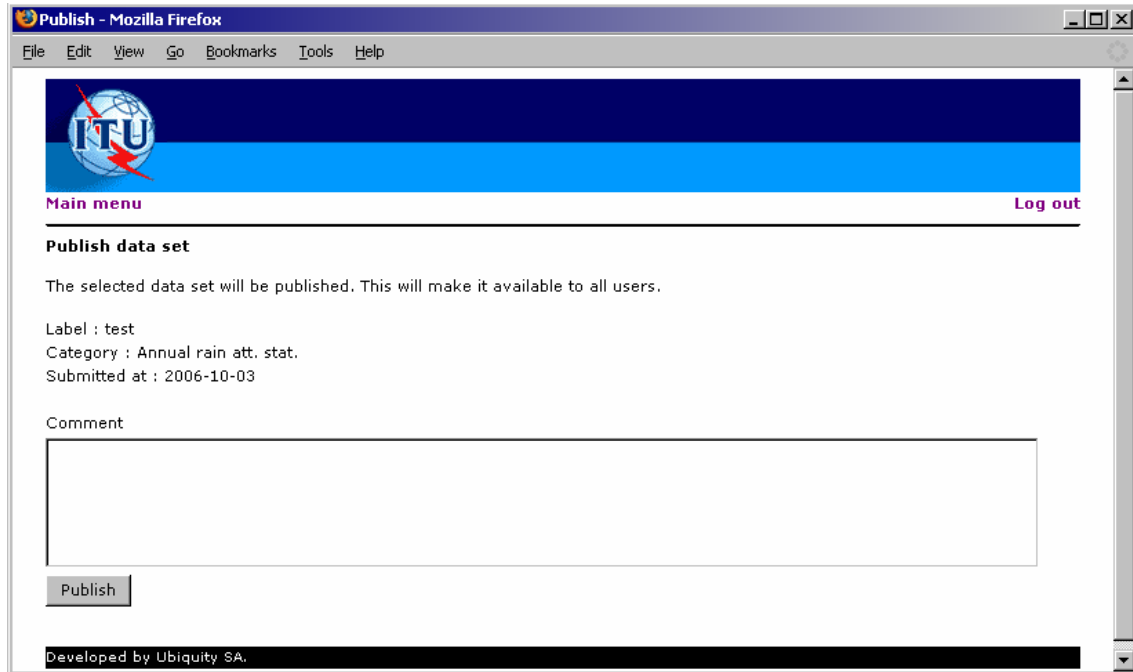 Publish - Mozilla Firefox
File Edit View Go Bookmarks Tools Help
ITU
Main menu Log out
Publish data set
The selected data set will be published. This will make it available to all users.
Label : test
Category : Annual rain att. stat.
Submitted at : 2006-10-03
Comment
Publish
Developed by Ubiquity SA.